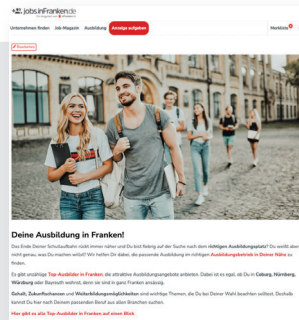 jobs.inFranken.de
Unternehmen finden Job-Magazin Ausbildung Anzeige aufgeben Merkliste 0
Deine Ausbildung in Franken!
Das Ende Deiner Schullaufbahn rückt immer näher und Du bist fleißig auf der Suche nach dem richtigen Ausbildungsplatz? Du weißt aber
nicht genau, was Du machen willst? Wir helfen Dir dabei, die passende Ausbildung im richtigen Ausbildungsbetrieb in Deiner Nähe zu
finden.
Es gibt unzählige Top-Ausbilder in Franken, die attraktive Ausbildungsangebote anbieten. Dabei ist es egal, ob Du in Coburg, Nürnberg,
Würzburg oder Bayreuth wohnst, denn sie sind in ganz Franken ansässig.
Gehalt, Zukunftschancen und Weiterbildungsmöglichkeiten sind wichtige Themen, die Du bei Deiner Wahl beachten solltest. Deshalb
kannst Du hier nach Deinem passenden Beruf aus allen Branchen suchen.
Hier gibt es alle Top-Ausbilder in Franken auf einen Blick.